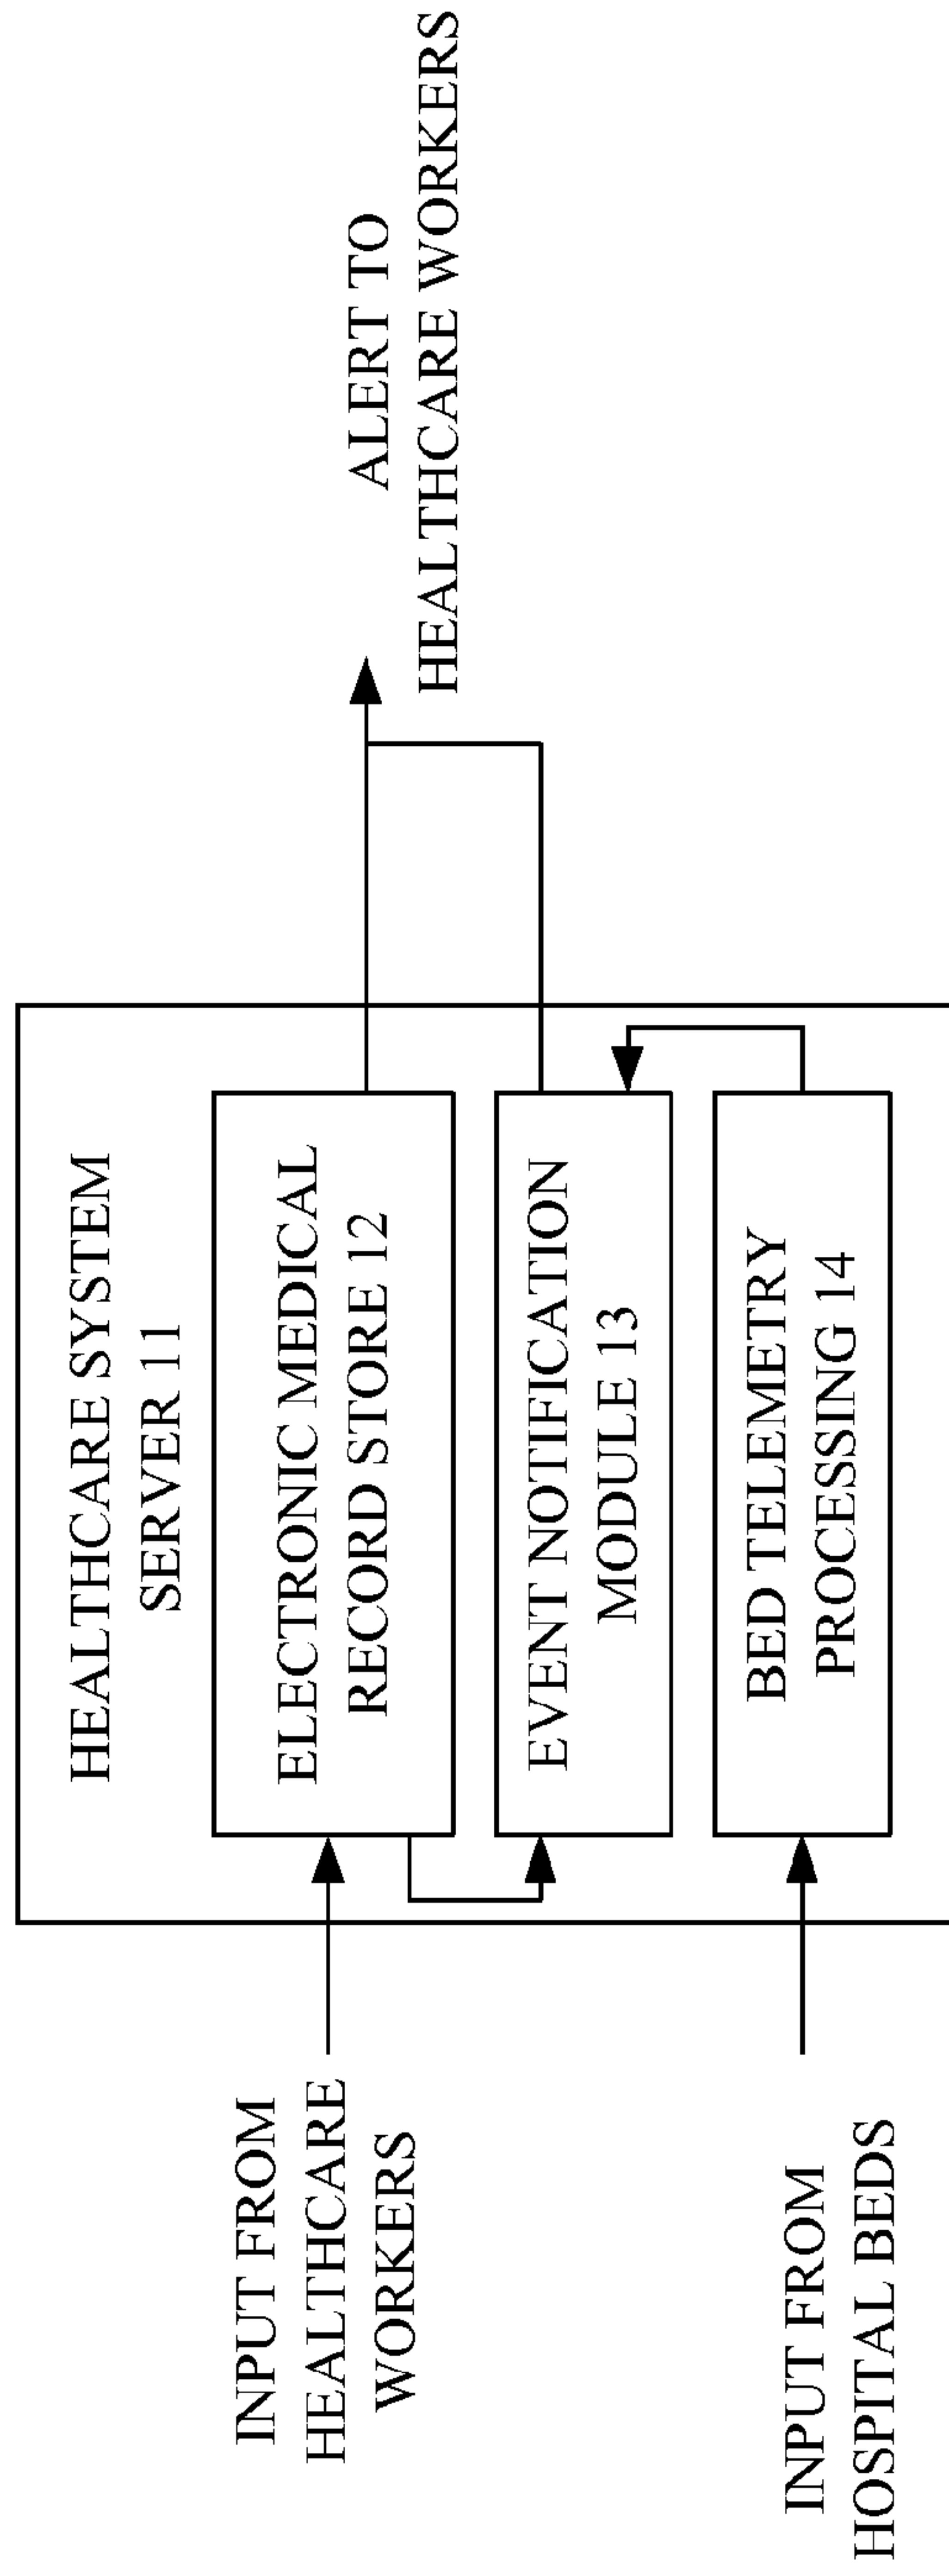 HEALTHCARE SYSTEM
SERVER 11
INPUT FROM
HEALTHCARE
WORKERS
ELECTRONIC MEDICAL
RECORD STORE 12
ALERT TO
HEALTHCARE WORKERS
EVENT NOTIFICATION
MODULE 13
INPUT FROM
HOSPITAL BEDS
BED TELEMETRY
PROCESSING 14